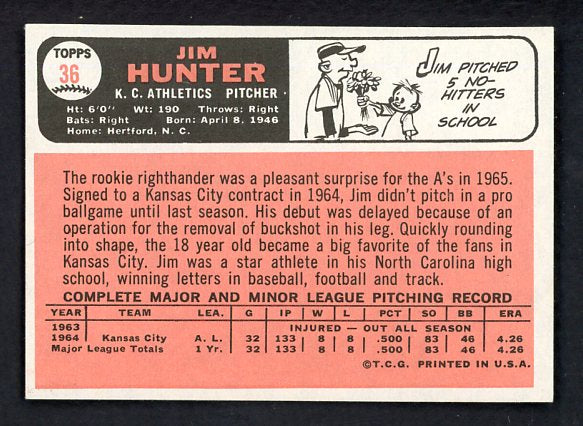 TOPPS
36
JIM
HUNTER
K. C. ATHLETICS PITCHER
Ht: 6'0" Wt: 190 Throws: Right
Bats: Right Born: April 8, 1946
Home: Hertford, N. C.
JIM PITCHED
5 NO-
HITTERS
IN
SCHOOL
The rookie righthander was a pleasant surprise for the A's in 1965.
Signed to a Kansas City contract in 1964, Jim didn't pitch in a pro
ballgame until last season. His debut was delayed because of an
operation for the removal of buckshot in his leg. Quickly rounding
into shape, the 18 year old became a big favorite of the fans in
Kansas City. Jim was a star athlete in his North Carolina high
school, winning letters in baseball, football and track.
COMPLETE MAJOR AND MINOR LEAGUE PITCHING RECORD
YEAR TEAM LEA. G IP W L PCT SO BB ERA
1963 INJURED — OUT ALL SEASON
1964 Kansas City A. L. 32 133 8 8 .500 83 46 4.26
Major League Totals 1 Yr. 32 133 8 8 .500 83 46 4.26
©T.C.G. PRINTED IN U.S.A.